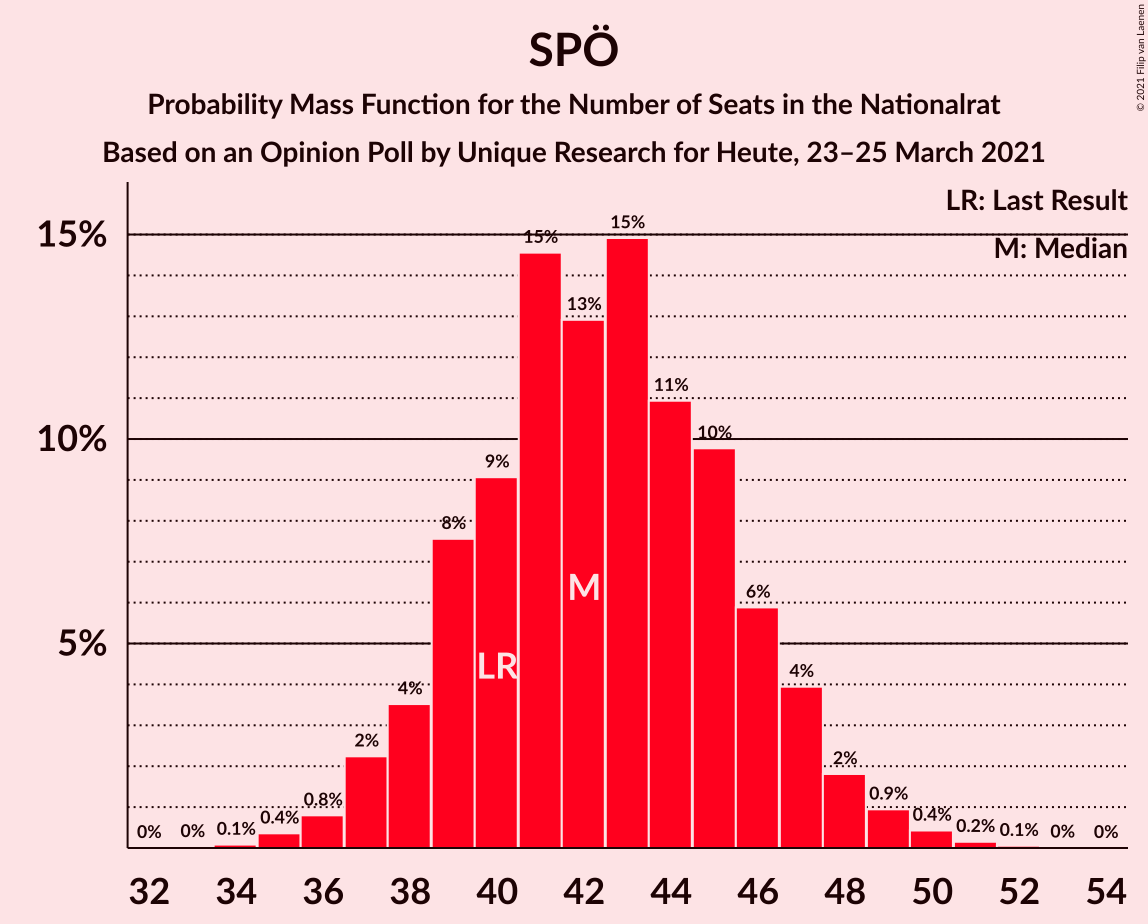 SPÖ
Probability Mass Function for the Number of Seats in the Nationalrat
Based on an Opinion Poll by Unique Research for Heute, 23–25 March 2021
© 2021 Filip van Laenen
LR: Last Result
M: Median
15%
10%
5%
0%
0%
0.1%
0.4%
0.8%
2%
4%
8%
9%
15%
13%
15%
11%
10%
6%
4%
2%
0.9%
0.4%
0.2%
0.1%
0%
0%
LR
M
32 34 36 38 40 42 44 46 48 50 52 54